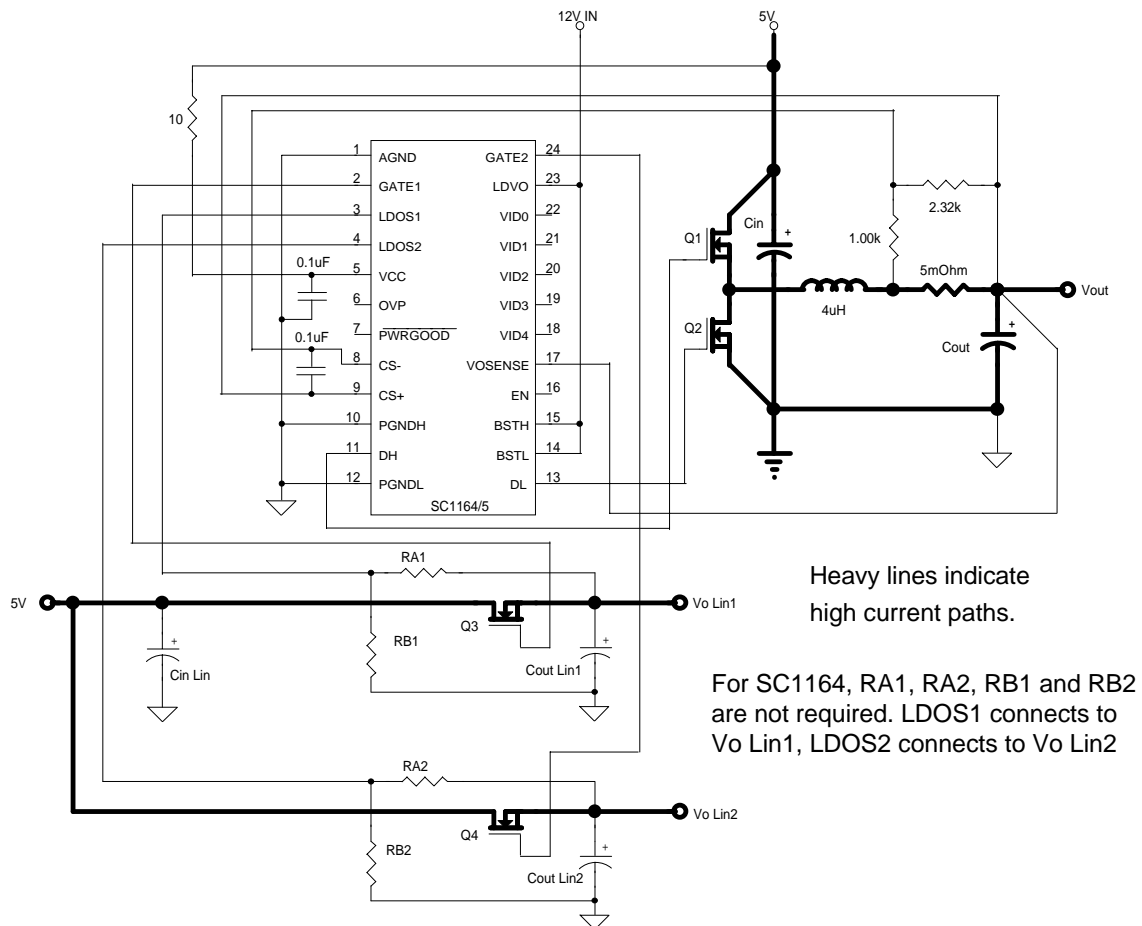 12V IN
5V
10
1 AGND GATE2 24
2 GATE1 LDVO 23
3 LDOS1 VID0 22
4 LDOS2 VID1 21
0.1uF 5 VCC VID2 20
6 OVP VID3 19
0.1uF 7 PWRGOOD VID4 18
8 CS- VOSENSE 17
9 CS+ EN 16
10 PGNDH BSTH 15
11 DH BSTL 14
12 PGNDL DL 13
SC1164/5
Q1
Cin
+
2.32k
1.00k
5mOhm
4uH
Vout
Q2
Cout
+
RA1
5V
Q3
Vo Lin1
RB1
+
Cin Lin
+
Cout Lin1
Heavy lines indicate
high current paths.
For SC1164, RA1, RA2, RB1 and RB2
are not required. LDOS1 connects to
Vo Lin1, LDOS2 connects to Vo Lin2
RA2
Q4
Vo Lin2
RB2
+
Cout Lin2